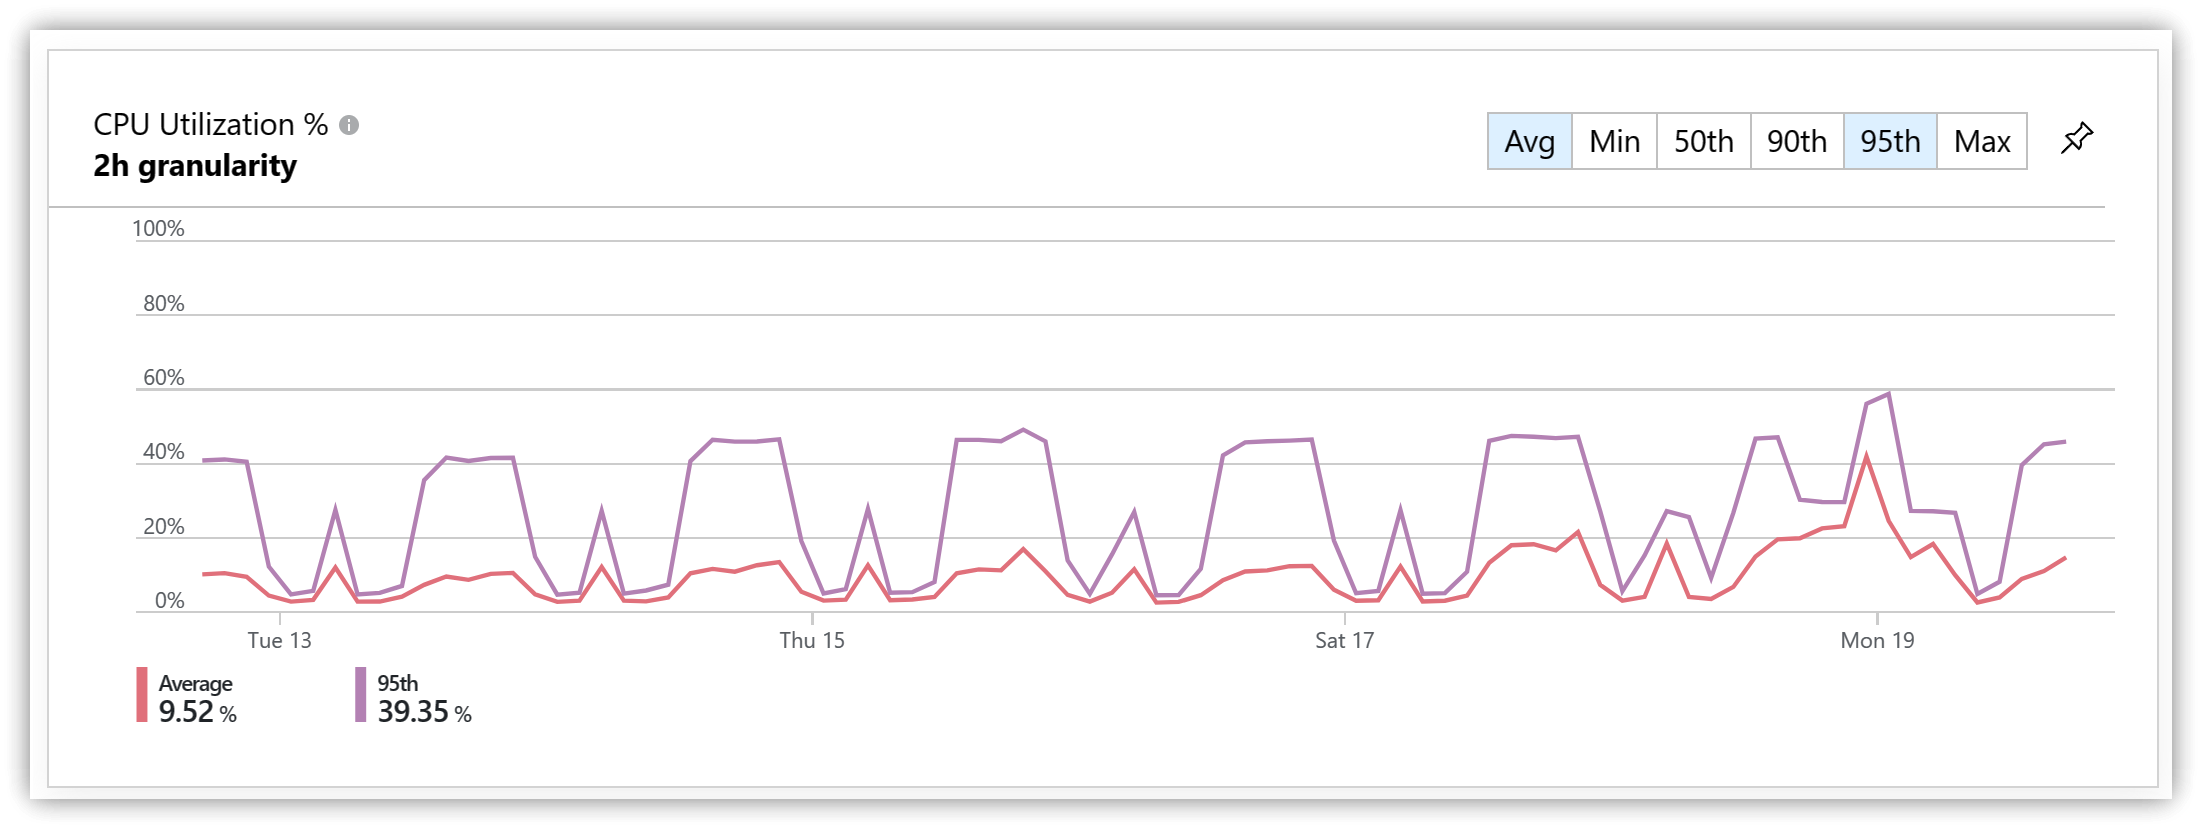 CPU Utilization %
2h granularity
Avg Min 50th 90th 95th Max
100%
80%
60%
40%
20%
0%
Tue 13 Thu 15 Sat 17 Mon 19
Average 95th
9.52 % 39.35 %